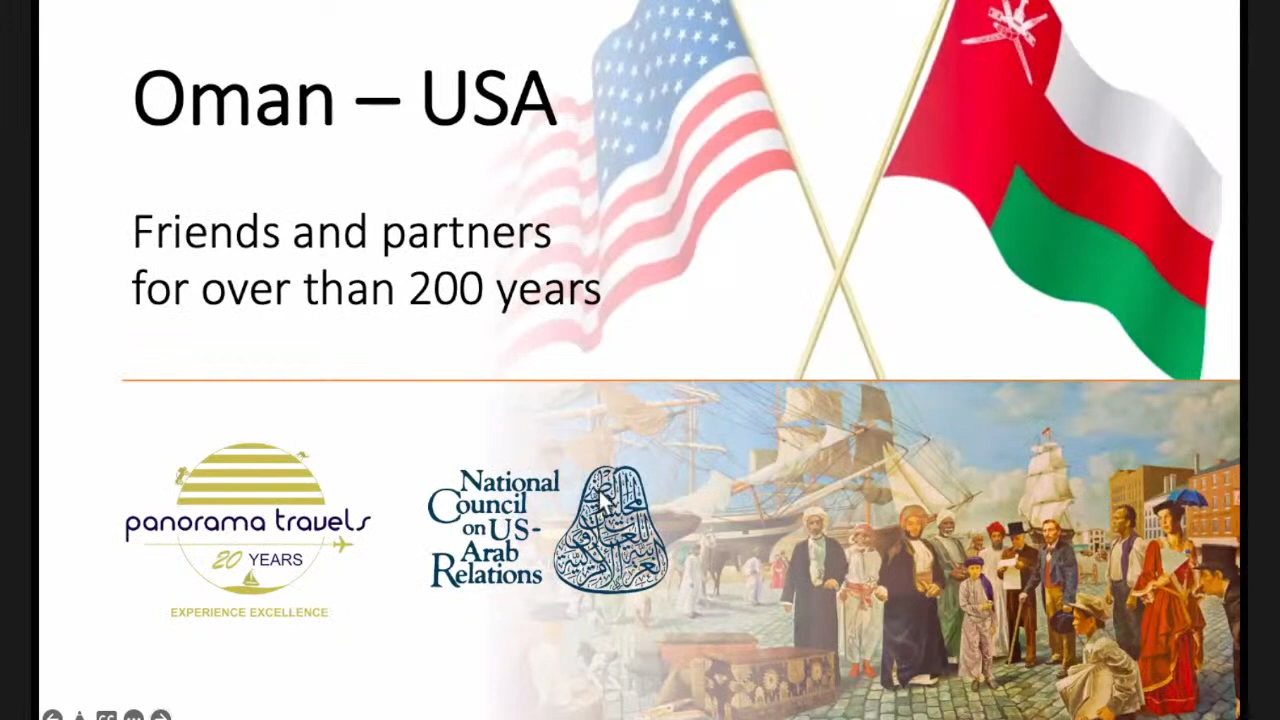 Oman – USA
Friends and partners
for over than 200 years
panorama travels
20 YEARS
EXPERIENCE EXCELLENCE
National
Council
on US-
Arab
Relations